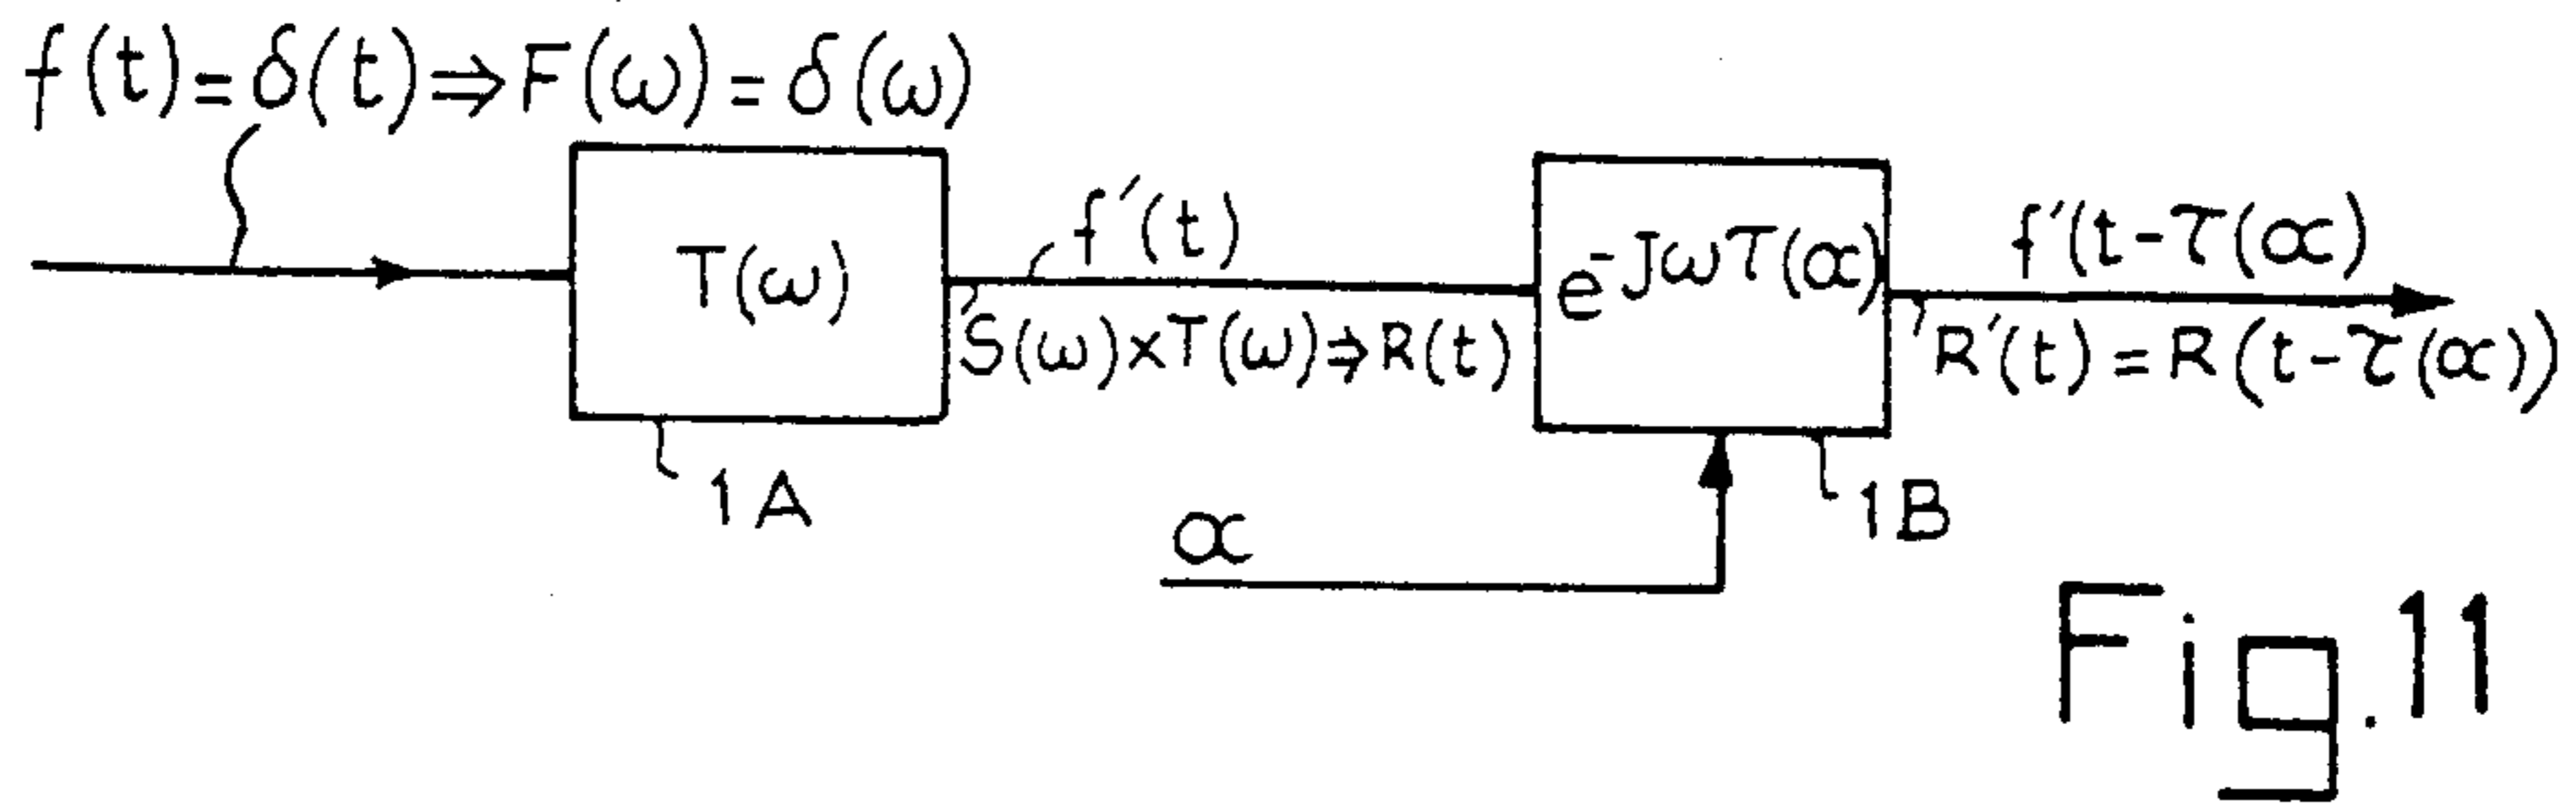 f(t)=δ(t)⇒F(ω)=δ(ω)
T(ω)
f′(t)
S(ω)×T(ω)⇒R(t)
e^-Jωτ(α)
f′(t-τ(α)
R′(t)=R(t-τ(α))
1A
α
1B
Fig.11